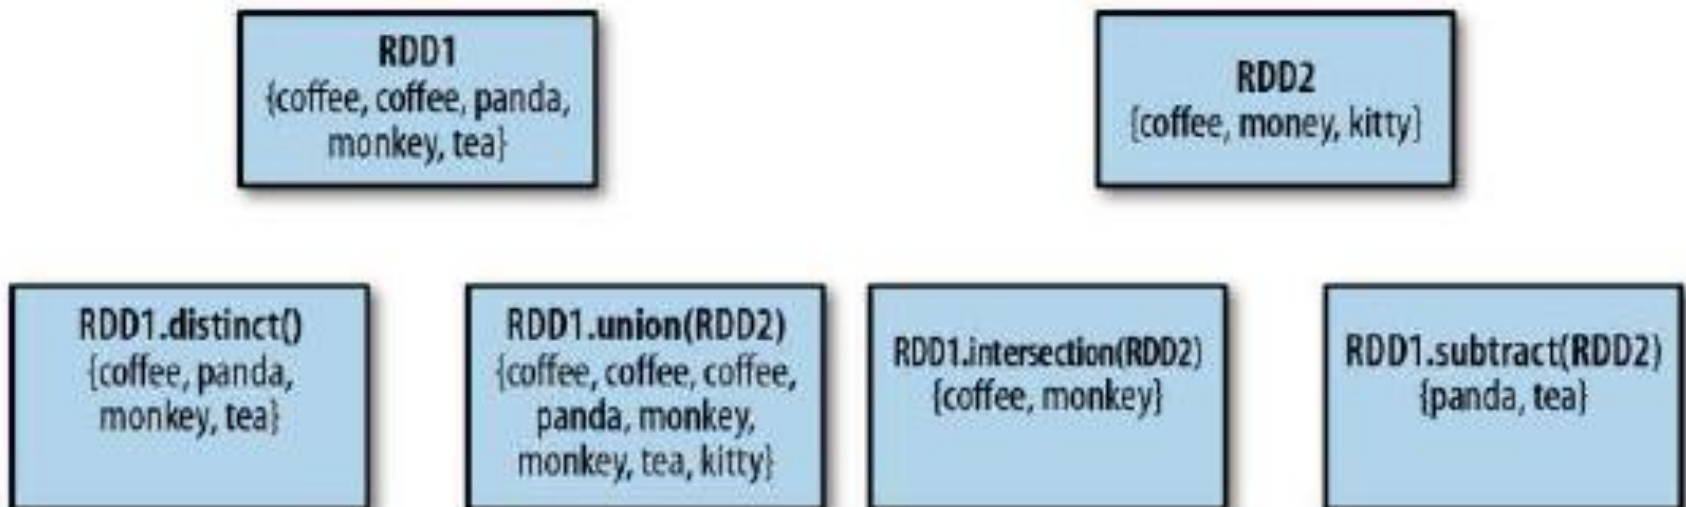 RDD1
{coffee, coffee, panda,
monkey, tea}
RDD2
{coffee, money, kitty}
RDD1.distinct()
{coffee, panda,
monkey, tea}
RDD1.union(RDD2)
{coffee, coffee, coffee,
panda, monkey,
monkey, tea, kitty}
RDD1.intersection(RDD2)
{coffee, monkey}
RDD1.subtract(RDD2)
{panda, tea}